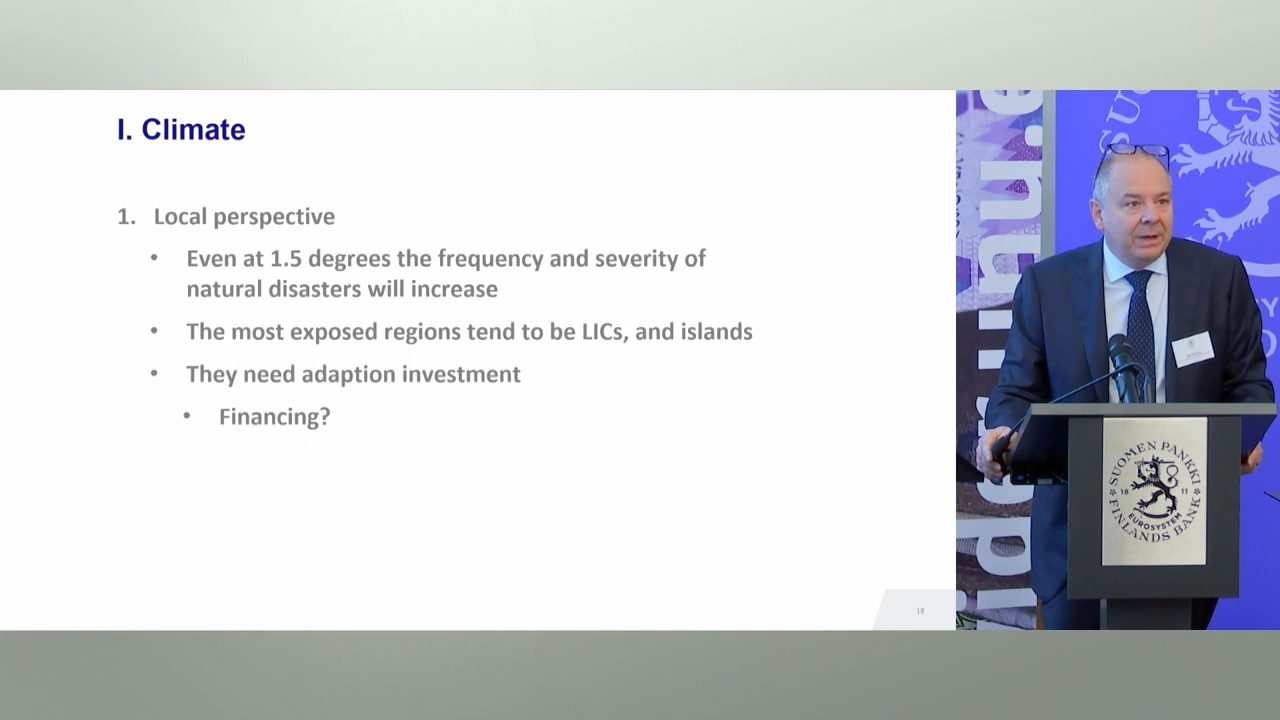 I. Climate
1. Local perspective
• Even at 1.5 degrees the frequency and severity of
natural disasters will increase
• The most exposed regions tend to be LICs, and islands
• They need adaption investment
• Financing?
18
SUOMEN PANKKI
18 11
EUROSYSTEM
FINLANDS BANK